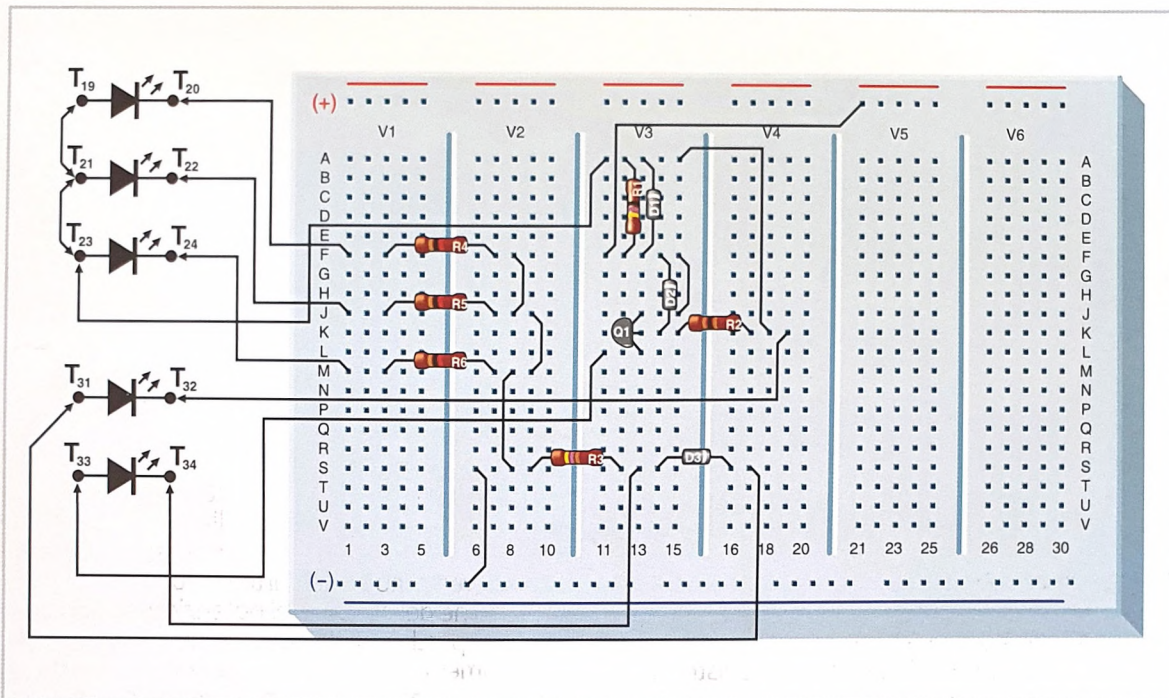 T19 T20
T21 T22
T23 T24
T31 T32
T33 T34
(+)
V1 V2 V3 V4 V5 V6
A A
B B
C C
D D
E E
F F
G G
H H
J J
K K
L L
M M
N N
P P
Q Q
R R
S S
T T
U U
V V
R1 D1
R4
D2
R5
Q1 R2
R6
R3 D3
1 3 5 6 8 10 11 13 15 16 18 20 21 23 25 26 28 30
(-)